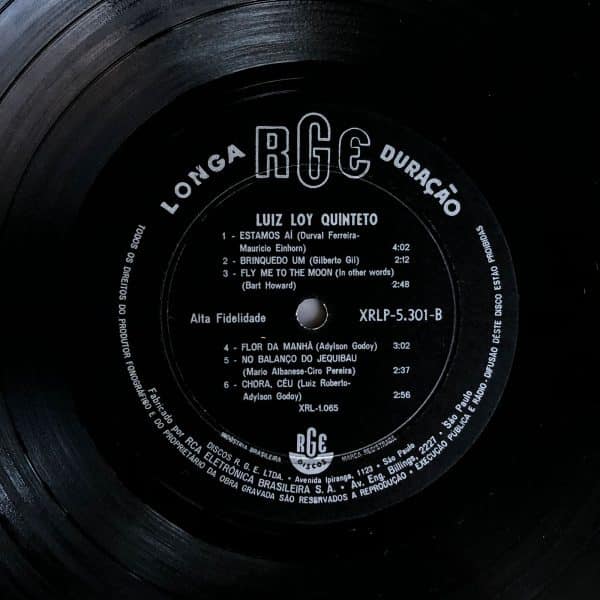 LONGA RGE DURAÇÃO
LUIZ LOY QUINTETO
1 - ESTAMOS AÍ (Durval Ferreira-
Mauricio Einhorn) 4:02
2 - BRINQUEDO UM (Gilberto Gil) 2:12
3 - FLY ME TO THE MOON (In other words)
(Bart Howard) 2:48
Alta Fidelidade XRLP-5.301-B
4 - FLOR DA MANHÃ (Adylson Godoy) 3:02
5 - NO BALANÇO DO JEQUIBAU
(Mario Albanese-Ciro Pereira) 2:37
6 - CHORA, CÉU (Luiz Roberto-
Adylson Godoy) 2:56
XRL-1.065
INDÚSTRIA BRASILEIRA RGE DISCOS MARCA REGISTRADA
DISCOS R. G. E. LTDA. • Avenida Ipiranga, 1123 • São Paulo
Fabricado por RCA ELETRÔNICA BRASILEIRA S. A. • Av. Eng. Billings, 2227 • São Paulo
TODOS OS DIREITOS DO PRODUTOR FONOGRÁFICO E DO PROPRIETÁRIO DA OBRA GRAVADA SÃO RESERVADOS A REPRODUÇÃO • EXECUÇÃO PUBLICA E RÁDIO-DIFUSÃO DÊSTE DISCO ESTÃO PROIBIDAS